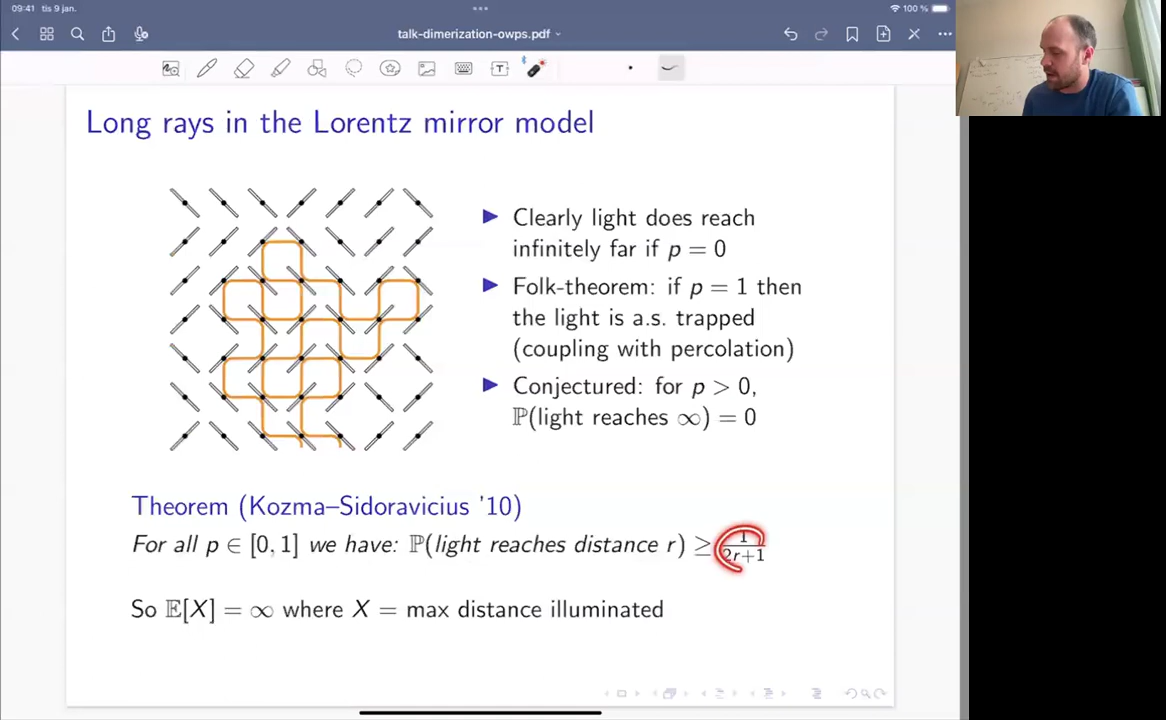 09:41 tis 9 jan.
100 %
talk-dimerization-owps.pdf
Long rays in the Lorentz mirror model
Clearly light does reach
infinitely far if p = 0
Folk-theorem: if p = 1 then
the light is a.s. trapped
(coupling with percolation)
Conjectured: for p > 0,
ℙ(light reaches ∞) = 0
Theorem (Kozma–Sidoravicius '10)
For all p ∈ [0, 1] we have: ℙ(light reaches distance r) ≥ 1/2r+1
So 𝔼[X] = ∞ where X = max distance illuminated